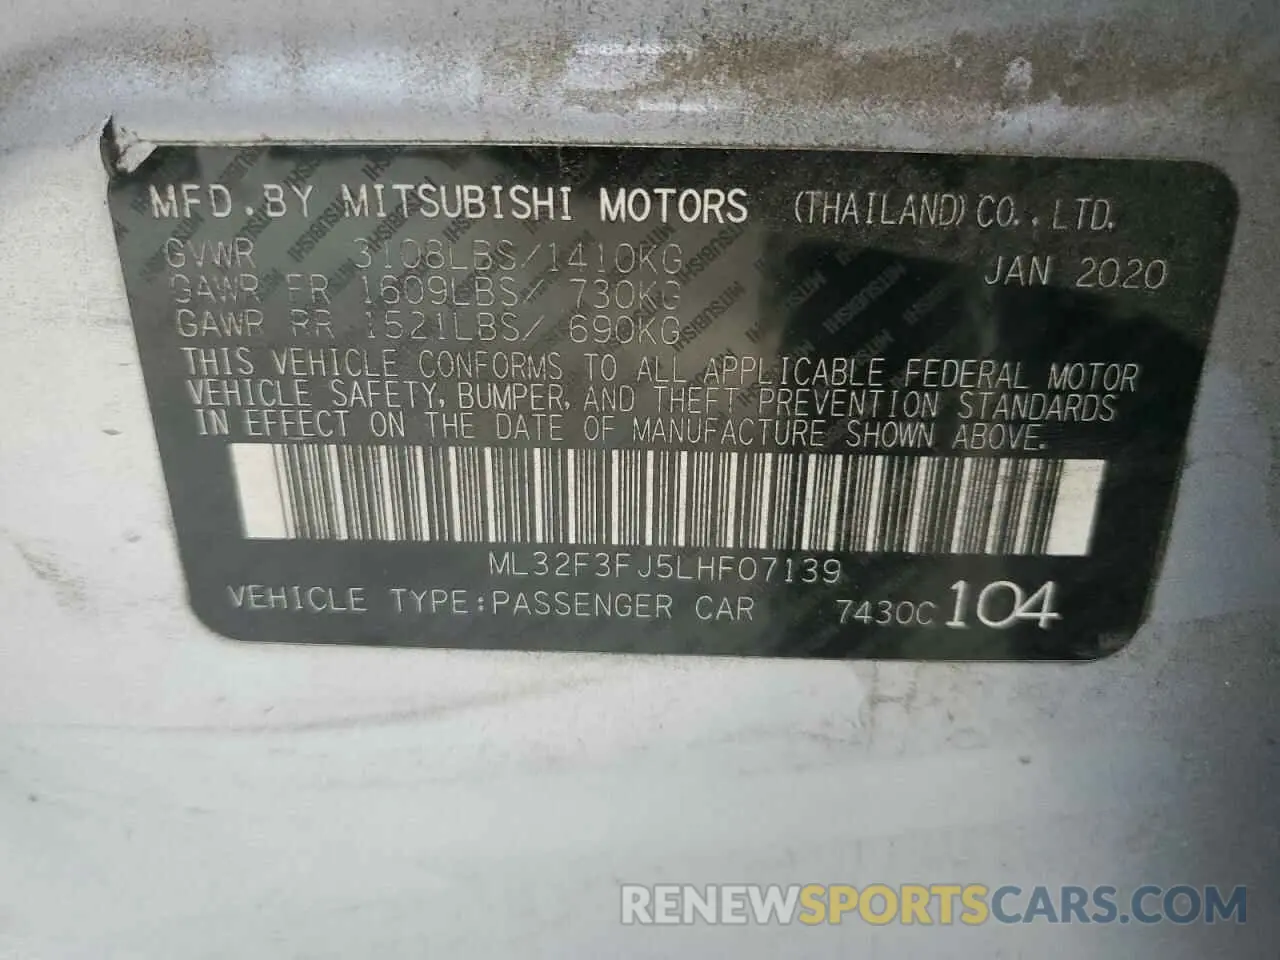 MFD.BY MITSUBISHI MOTORS (THAILAND) CO., LTD.
GVWR 3108LBS/1410KG JAN 2020
GAWR FR 1609LBS/ 730KG
GAWR RR 1521LBS/ 690KG
THIS VEHICLE CONFORMS TO ALL APPLICABLE FEDERAL MOTOR
VEHICLE SAFETY, BUMPER, AND THEFT PREVENTION STANDARDS
IN EFFECT ON THE DATE OF MANUFACTURE SHOWN ABOVE.
ML32F3FJ5LHF07139
VEHICLE TYPE:PASSENGER CAR 7430C 104
RENEWSPORTSCARS.COM